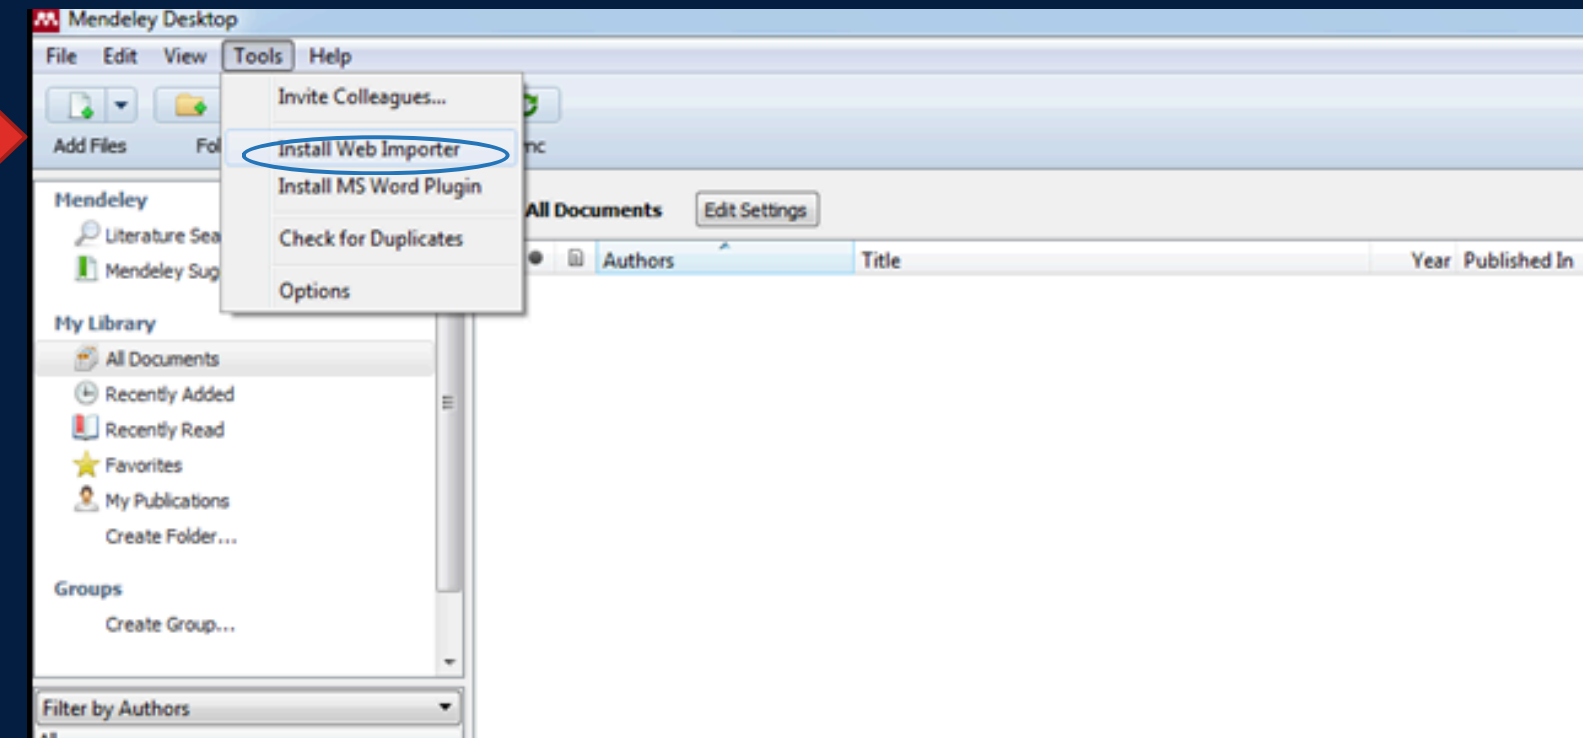 Mendeley Desktop
File Edit View Tools Help
Invite Colleagues...
Install Web Importer
Install MS Word Plugin
Check for Duplicates
Options
Add Files
Mendeley
Literature
Mendeley
My Library
All Documents
Recently Added
Recently Read
Favorites
My Publications
Create Folder...
Groups
Create Group...
Filter by Authors
All Documents Edit Settings
Authors Title Year Published In